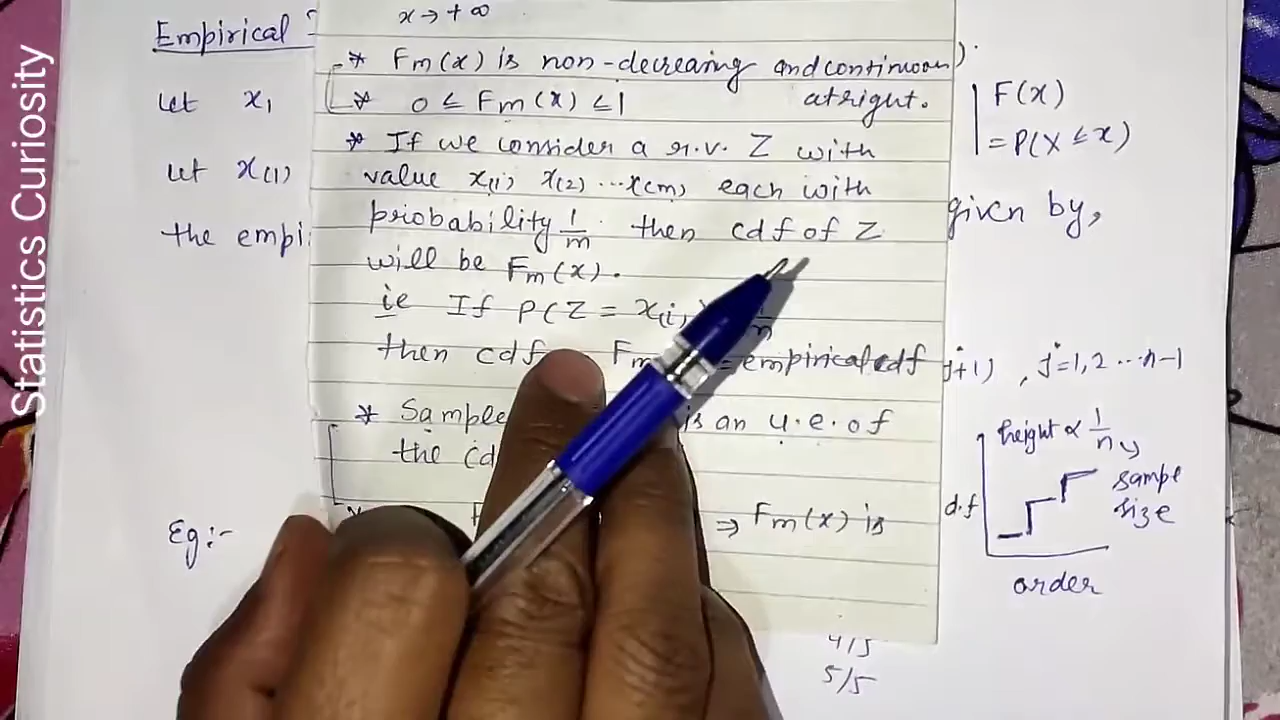 Statistics Curiosity
Empirical
x → + ∞
* Fm(x) is non-decreaing and continuous
at right.
* 0 ≤ Fm(x) ≤ 1
* If we consider a r.v. Z with
value x(1), x(2) ... x(m), each with
probability 1/m. then cdf of Z
will be Fm(x).
ie If P(Z = x(i)
then cdf Fm = empirical cdf
* Sample is an u.e. of
the cd
⇒ Fm(x) is
let x1
let x(1)
the empi
Eg:-
F(x)
= P(X ≤ x)
given by,
j+1) , j=1,2 ... n-1
height ∝ 1/n,
sampe
size
d.f
order
4/5
5/5